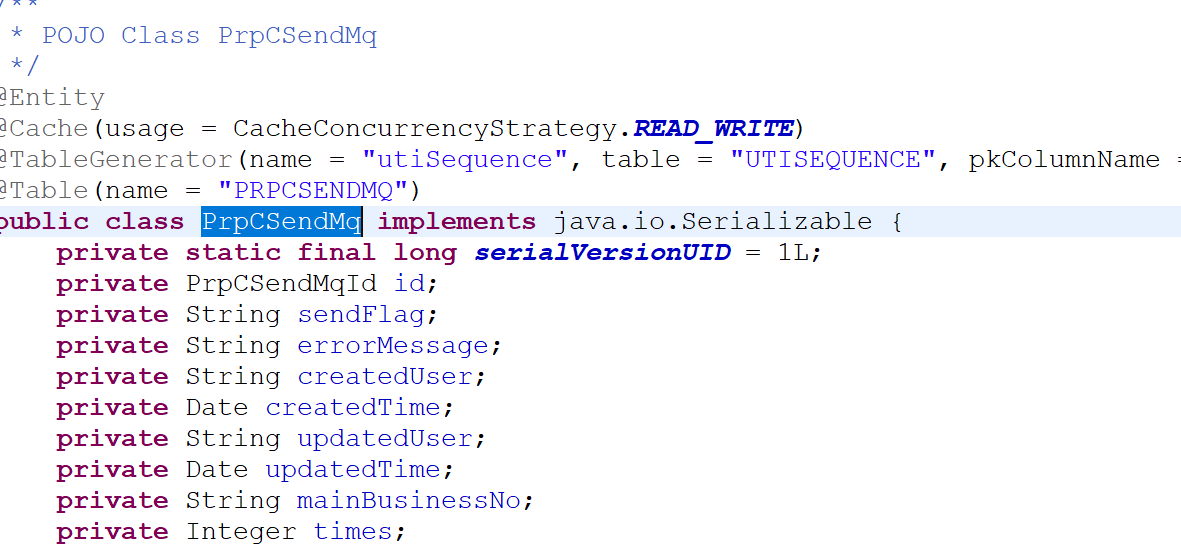 /**
 * POJO Class PrpCSendMq
 */
@Entity
@Cache(usage = CacheConcurrencyStrategy.READ_WRITE)
@TableGenerator(name = "utiSequence", table = "UTISEQUENCE", pkColumnName =
@Table(name = "PRPCSENDMQ")
public class PrpCSendMq implements java.io.Serializable {
    private static final long serialVersionUID = 1L;
    private PrpCSendMqId id;
    private String sendFlag;
    private String errorMessage;
    private String createdUser;
    private Date createdTime;
    private String updatedUser;
    private Date updatedTime;
    private String mainBusinessNo;
    private Integer times;